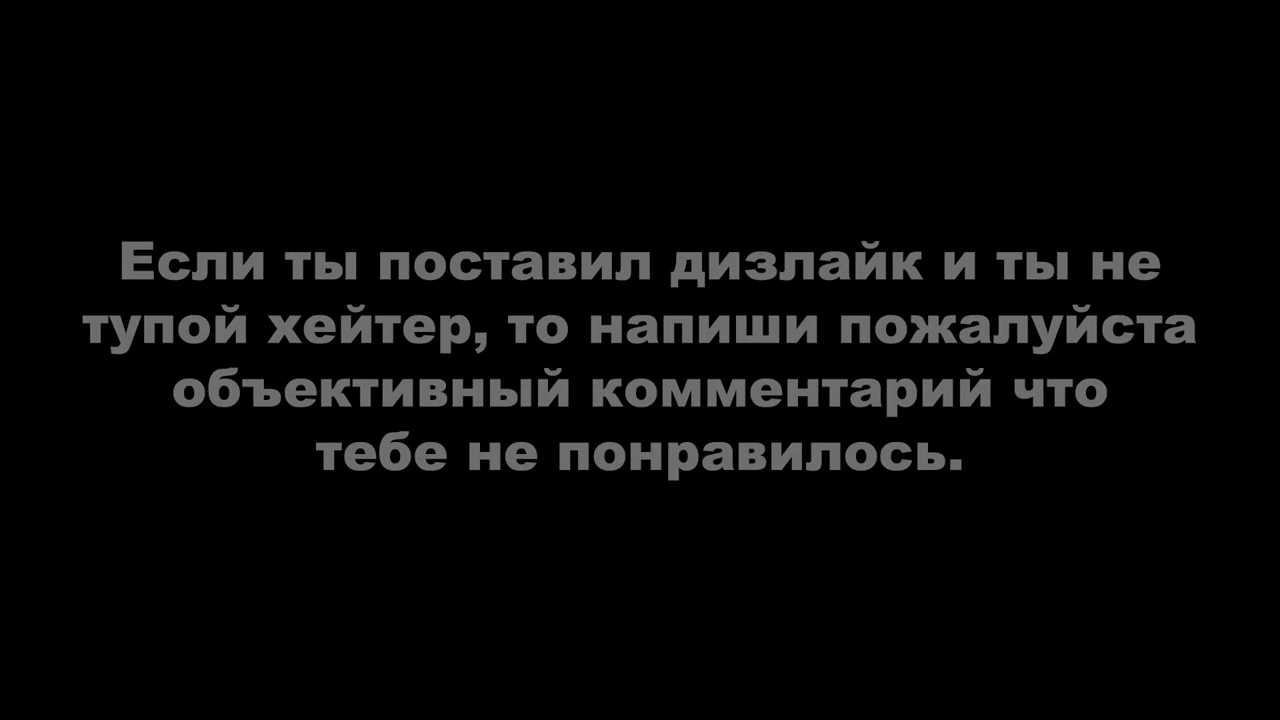 Если ты поставил дизлайк и ты не
тупой хейтер, то напиши пожалуйста
объективный комментарий что
тебе не понравилось.